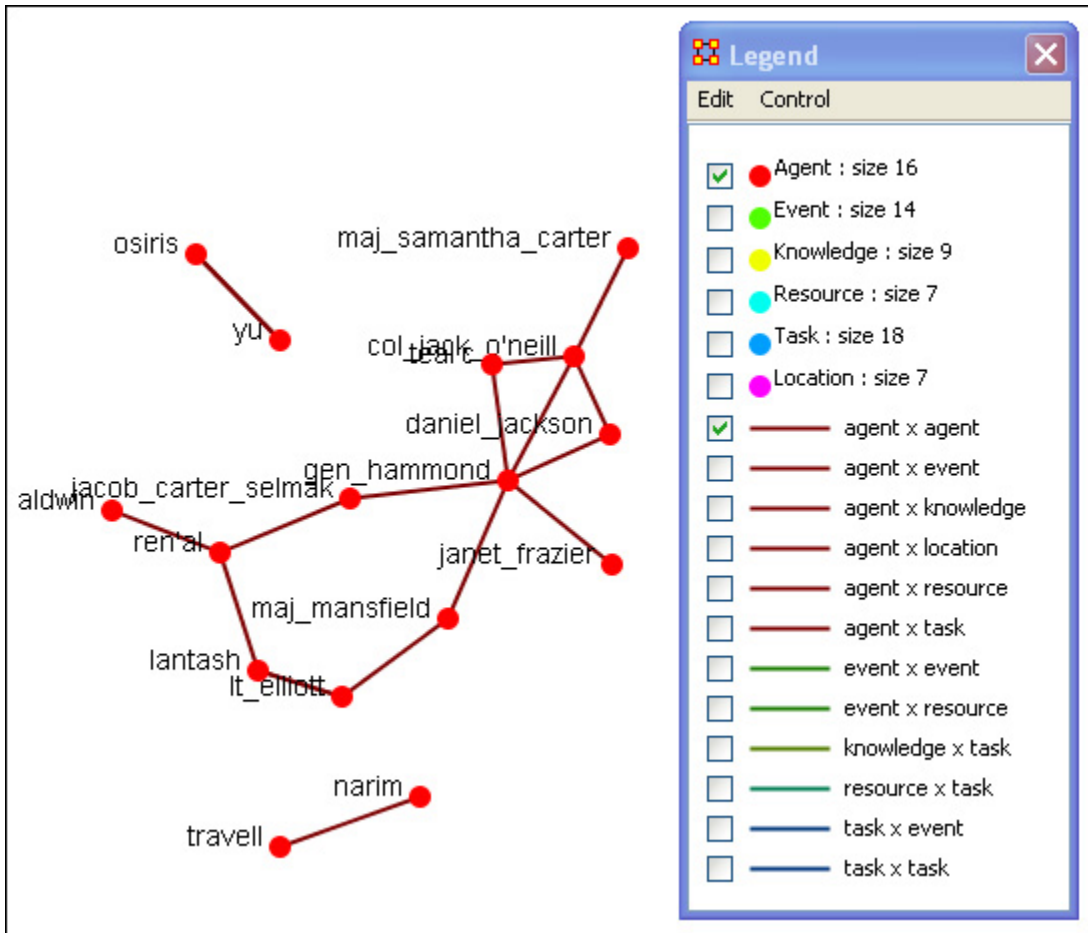 Legend
Edit Control
Agent : size 16
Event : size 14
Knowledge : size 9
Resource : size 7
Task : size 18
Location : size 7
agent x agent
agent x event
agent x knowledge
agent x location
agent x resource
agent x task
event x event
event x resource
knowledge x task
resource x task
task x event
task x task
osiris
maj_samantha_carter
yu
col_jack_o'neill
teal'c
daniel_jackson
gen_hammond
jacob_carter_selmak
aldwin
ren'al
janet_frazier
maj_mansfield
lantash
lt_elliott
narim
travell